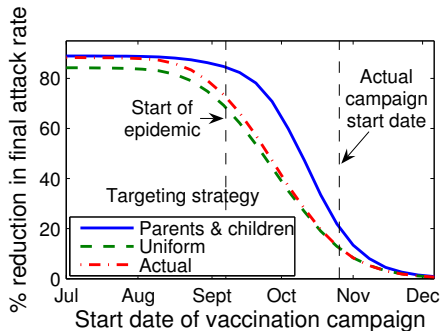 % reduction in final attack rate
80
60
40
20
0
Start of
epidemic
Actual
campaign
start date
Targeting strategy
Parents & children
Uniform
Actual
Jul Aug Sept Oct Nov Dec
Start date of vaccination campaign